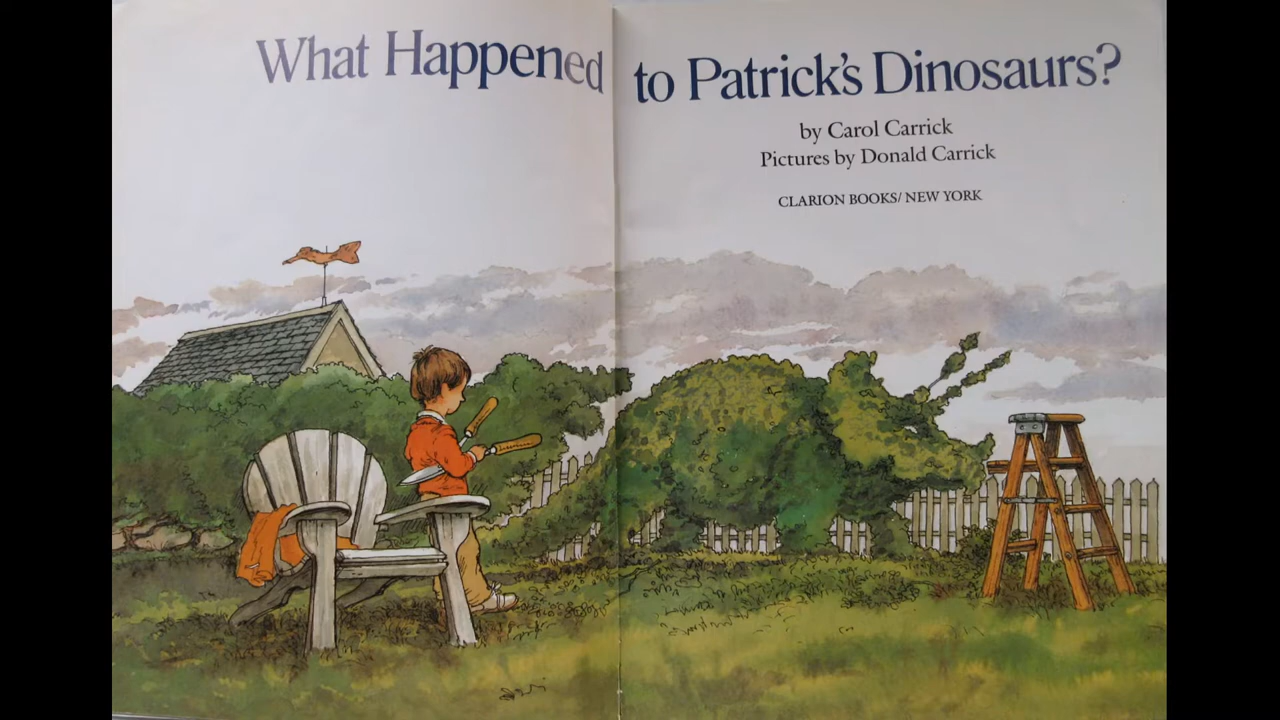 What Happened to Patrick's Dinosaurs?
by Carol Carrick
Pictures by Donald Carrick
CLARION BOOKS/ NEW YORK